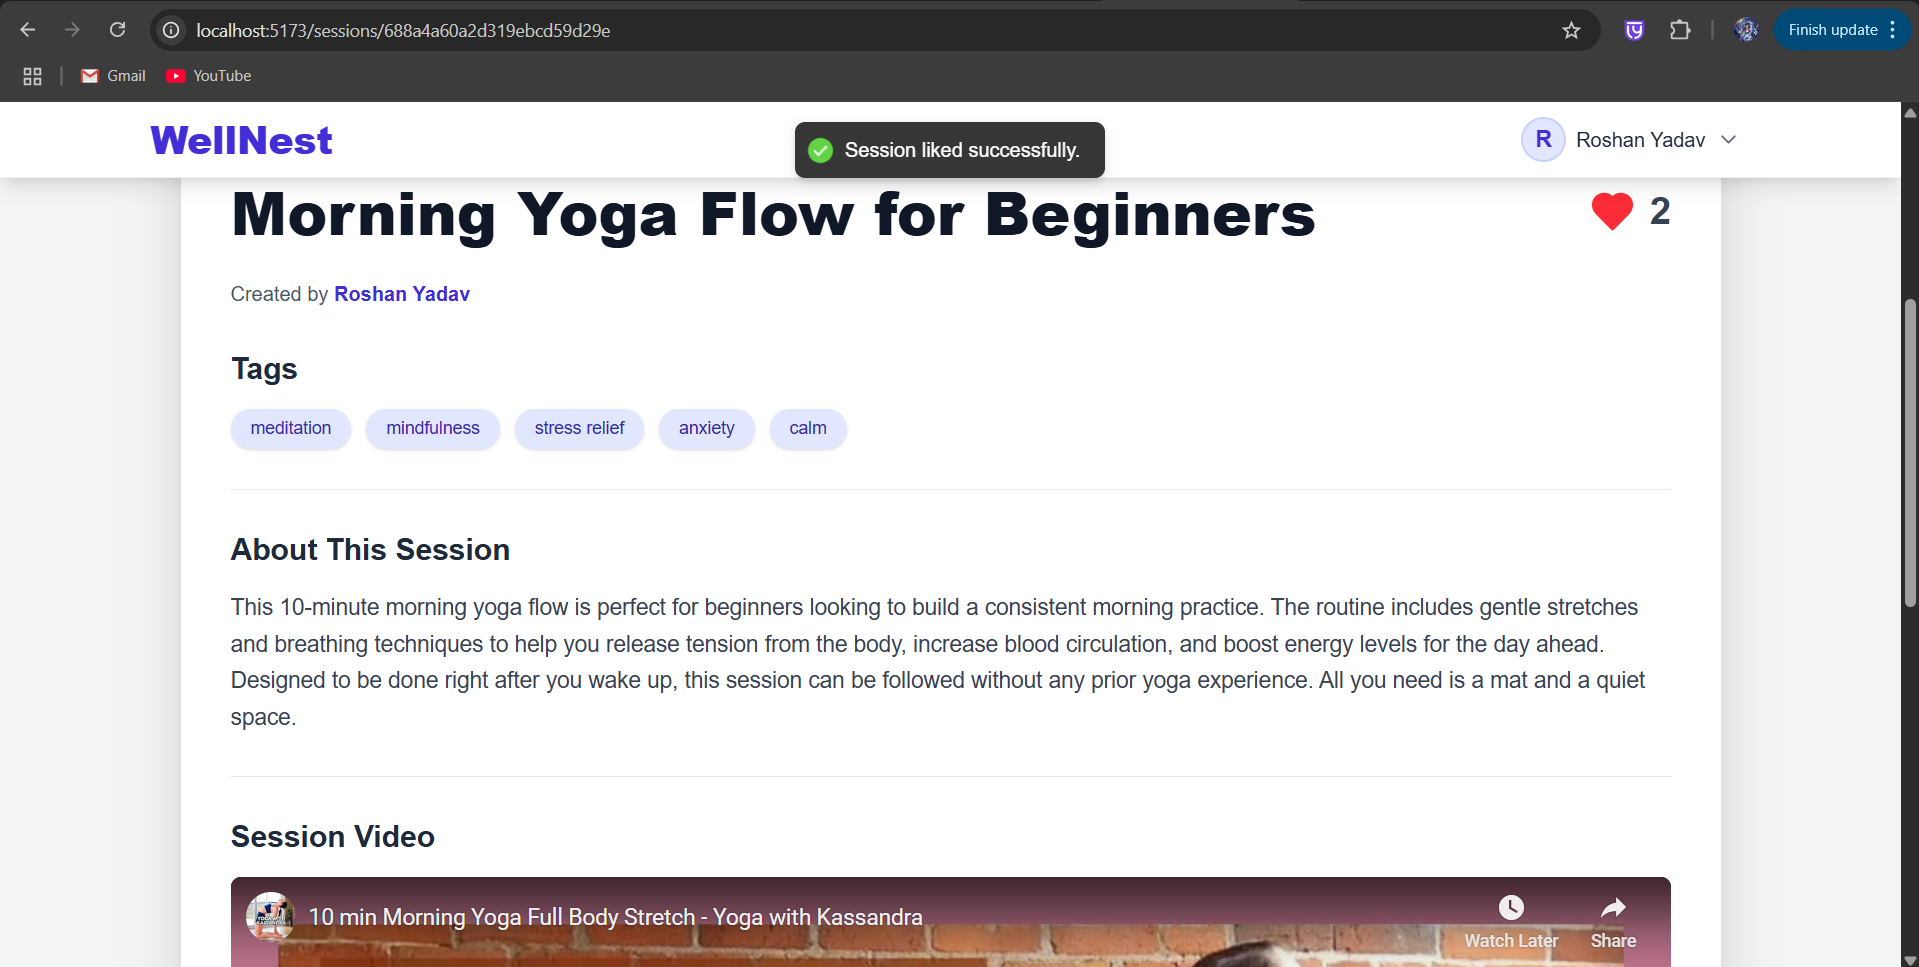 localhost:5173/sessions/688a4a60a2d319ebcd59d29e
Finish update
Gmail
YouTube
WellNest
Session liked successfully.
R
Roshan Yadav
Morning Yoga Flow for Beginners
2
Created by Roshan Yadav
Tags
meditation mindfulness stress relief anxiety calm
About This Session
This 10-minute morning yoga flow is perfect for beginners looking to build a consistent morning practice. The routine includes gentle stretches
and breathing techniques to help you release tension from the body, increase blood circulation, and boost energy levels for the day ahead.
Designed to be done right after you wake up, this session can be followed without any prior yoga experience. All you need is a mat and a quiet
space.
Session Video
10 min Morning Yoga Full Body Stretch - Yoga with Kassandra
Watch Later
Share